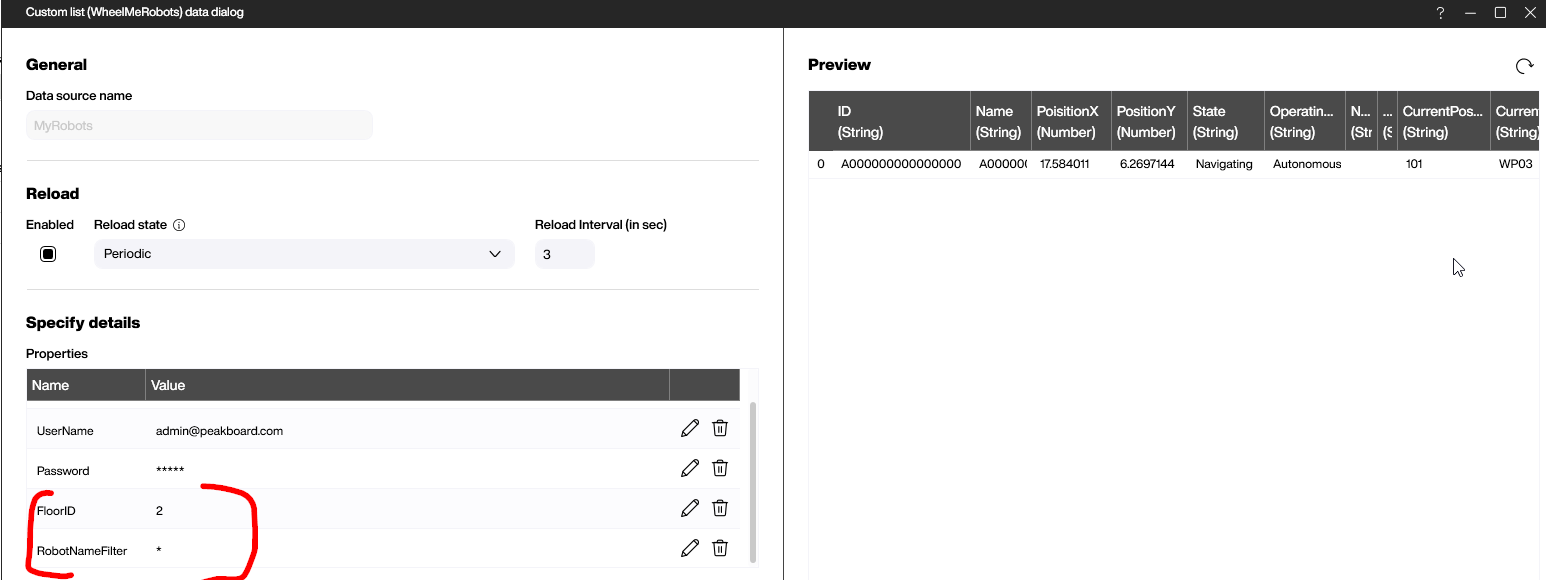 Custom list (WheelMeRobots) data dialog
General
Data source name
MyRobots
Reload
Enabled Reload state Reload Interval (in sec)
Periodic 3
Specify details
Properties
Name Value
UserName admin@peakboard.com
Password *****
FloorID 2
RobotNameFilter *
Preview
ID Name PoisitionX PositionY State Operatin... N... ... CurrentPos... Current
(String) (String) (Number) (Number) (String) (String) (Str (S (String) (String)
0 A000000000000000 A000000 17.584011 6.2697144 Navigating Autonomous 101 WP03